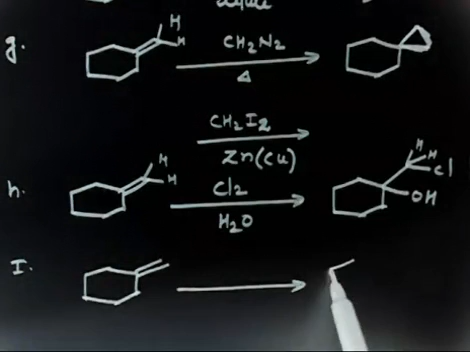 g. H H CH2N2 Δ
CH2I2
Zn(Cu)
h. H H Cl2 H2O H H Cl OH
I.